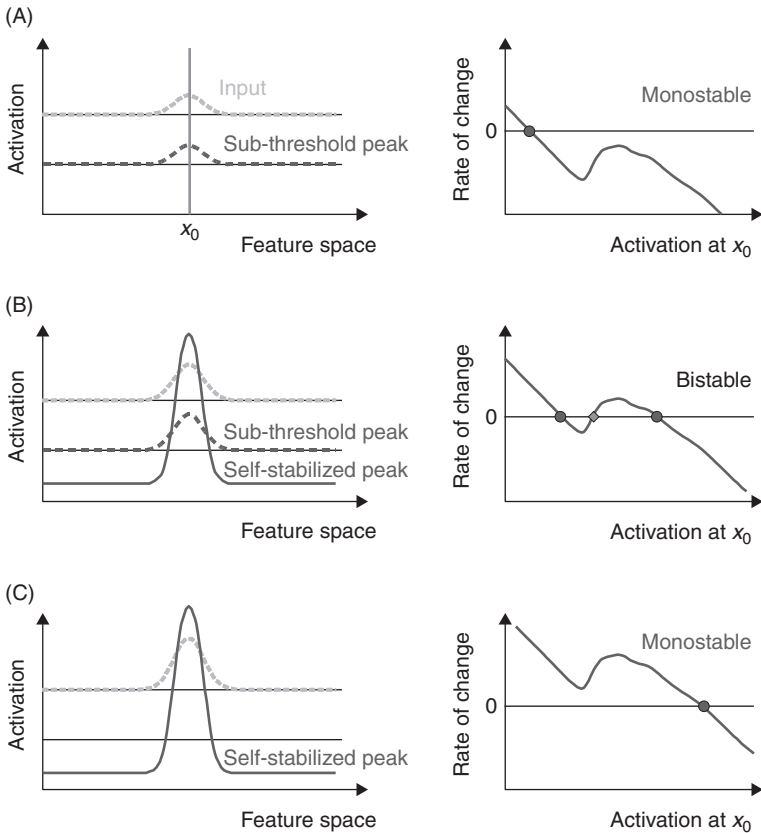 (A)
Activation
Input
Sub-threshold peak
x0
Feature space
Rate of change
0
Monostable
Activation at x0
(B)
Activation
Sub-threshold peak
Self-stabilized peak
Feature space
Rate of change
0
Bistable
Activation at x0
(C)
Activation
Self-stabilized peak
Feature space
Rate of change
0
Monostable
Activation at x0